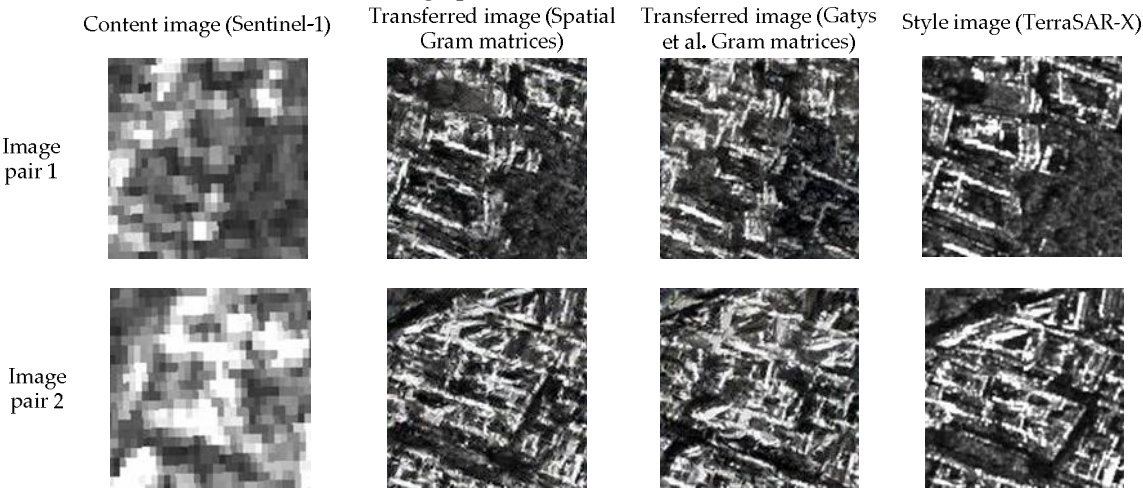 Content image (Sentinel-1)
Transferred image (Spatial
Gram matrices)
Transferred image (Gatys
et al. Gram matrices)
Style image (TerraSAR-X)
Image
pair 1
Image
pair 2